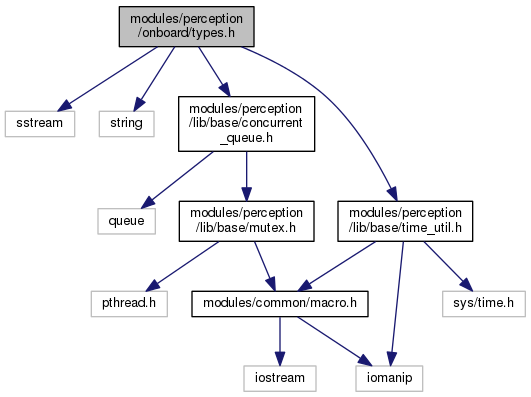 modules/perception
/onboard/types.h
sstream
string
modules/perception
/lib/base/concurrent
_queue.h
queue
modules/perception
/lib/base/mutex.h
modules/perception
/lib/base/time_util.h
pthread.h
modules/common/macro.h
sys/time.h
iostream
iomanip